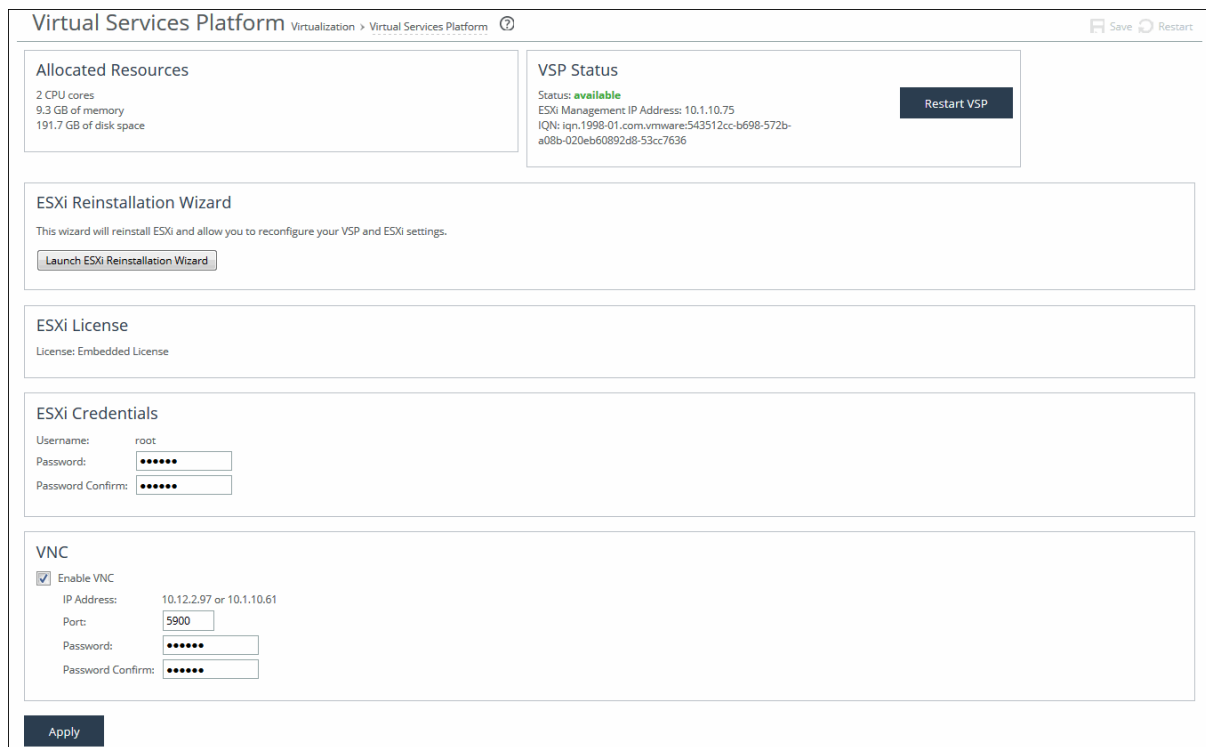 Virtual Services Platform Virtualization › Virtual Services Platform ?
Save Restart
Allocated Resources
2 CPU cores
9.3 GB of memory
191.7 GB of disk space
VSP Status
Status: available
ESXi Management IP Address: 10.1.10.75
IQN: iqn.1998-01.com.vmware:543512cc-b698-572b-
a08b-020eb60892d8-53cc7636
Restart VSP
ESXi Reinstallation Wizard
This wizard will reinstall ESXi and allow you to reconfigure your VSP and ESXi settings.
Launch ESXi Reinstallation Wizard
ESXi License
License: Embedded License
ESXi Credentials
Username: root
Password: ••••••
Password Confirm: ••••••
VNC
Enable VNC
IP Address: 10.12.2.97 or 10.1.10.61
Port: 5900
Password: ••••••
Password Confirm: ••••••
Apply